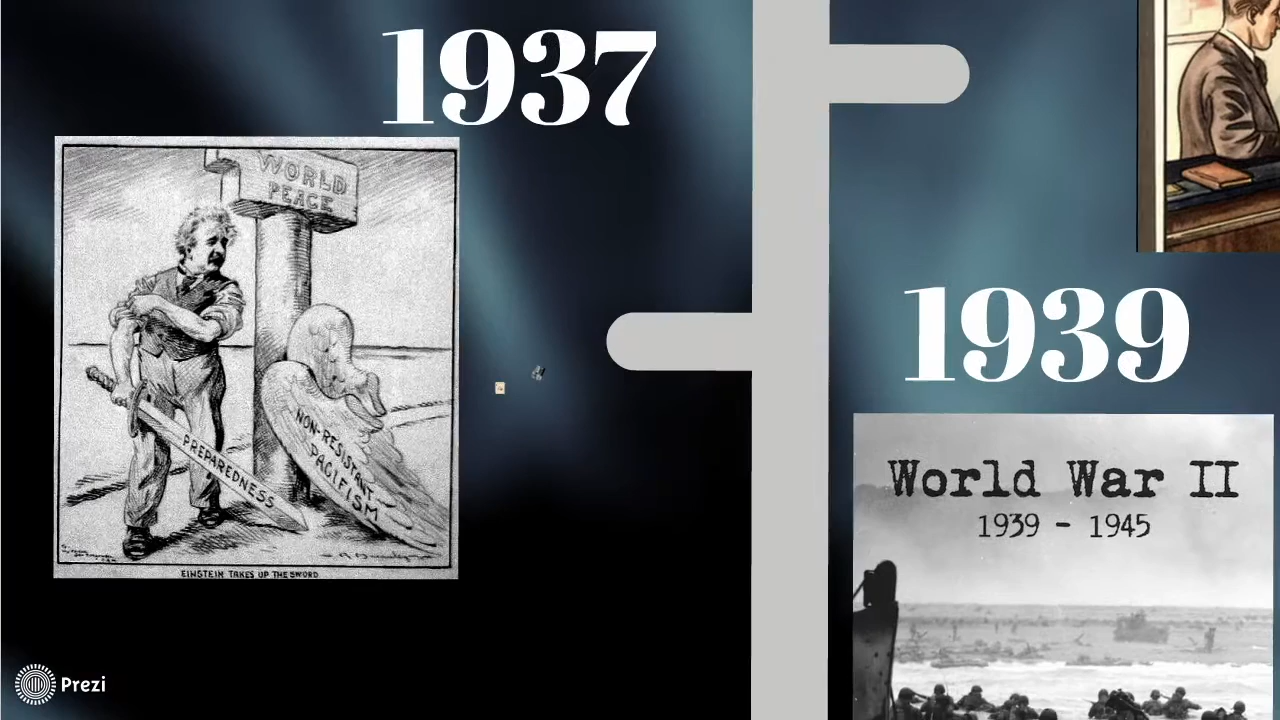 1937
WORLD
PEACE
PREPAREDNESS
NON-RESISTANT
PACIFISM
EINSTEIN TAKES UP THE SWORD
1939
World War II
1939 - 1945
Prezi